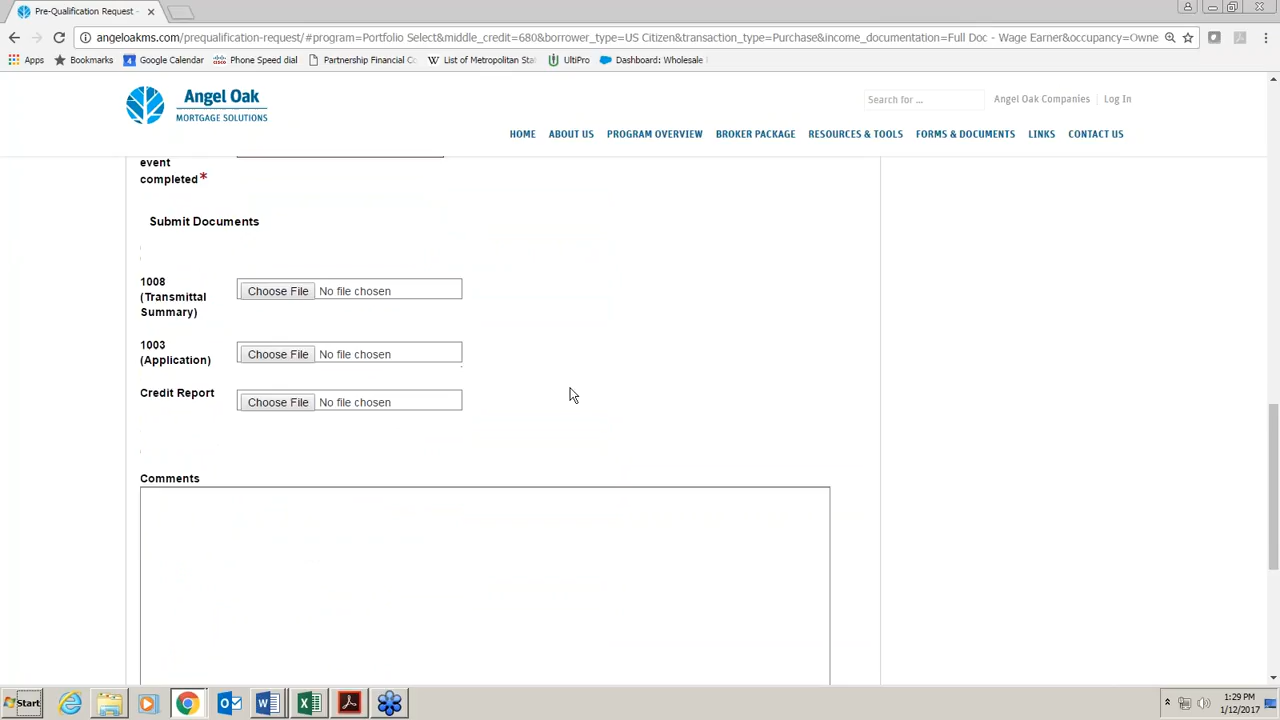 Pre-Qualification Request -
angeloakms.com/prequalification-request/#program=Portfolio Select&middle_credit=680&borrower_type=US Citizen&transaction_type=Purchase&income_documentation=Full Doc - Wage Earner&occupancy=Owne
Apps Bookmarks Google Calendar Phone Speed dial Partnership Financial Co List of Metropolitan Sta UltiPro Dashboard: Wholesale
Angel Oak
MORTGAGE SOLUTIONS
Search for ... Angel Oak Companies | Log In
HOME ABOUT US PROGRAM OVERVIEW BROKER PACKAGE RESOURCES & TOOLS FORMS & DOCUMENTS LINKS CONTACT US
event
completed*
Submit Documents
1008
(Transmittal
Summary)
Choose File No file chosen
1003
(Application)
Choose File No file chosen
Credit Report
Choose File No file chosen
Comments
Start
1:29 PM
1/12/2017